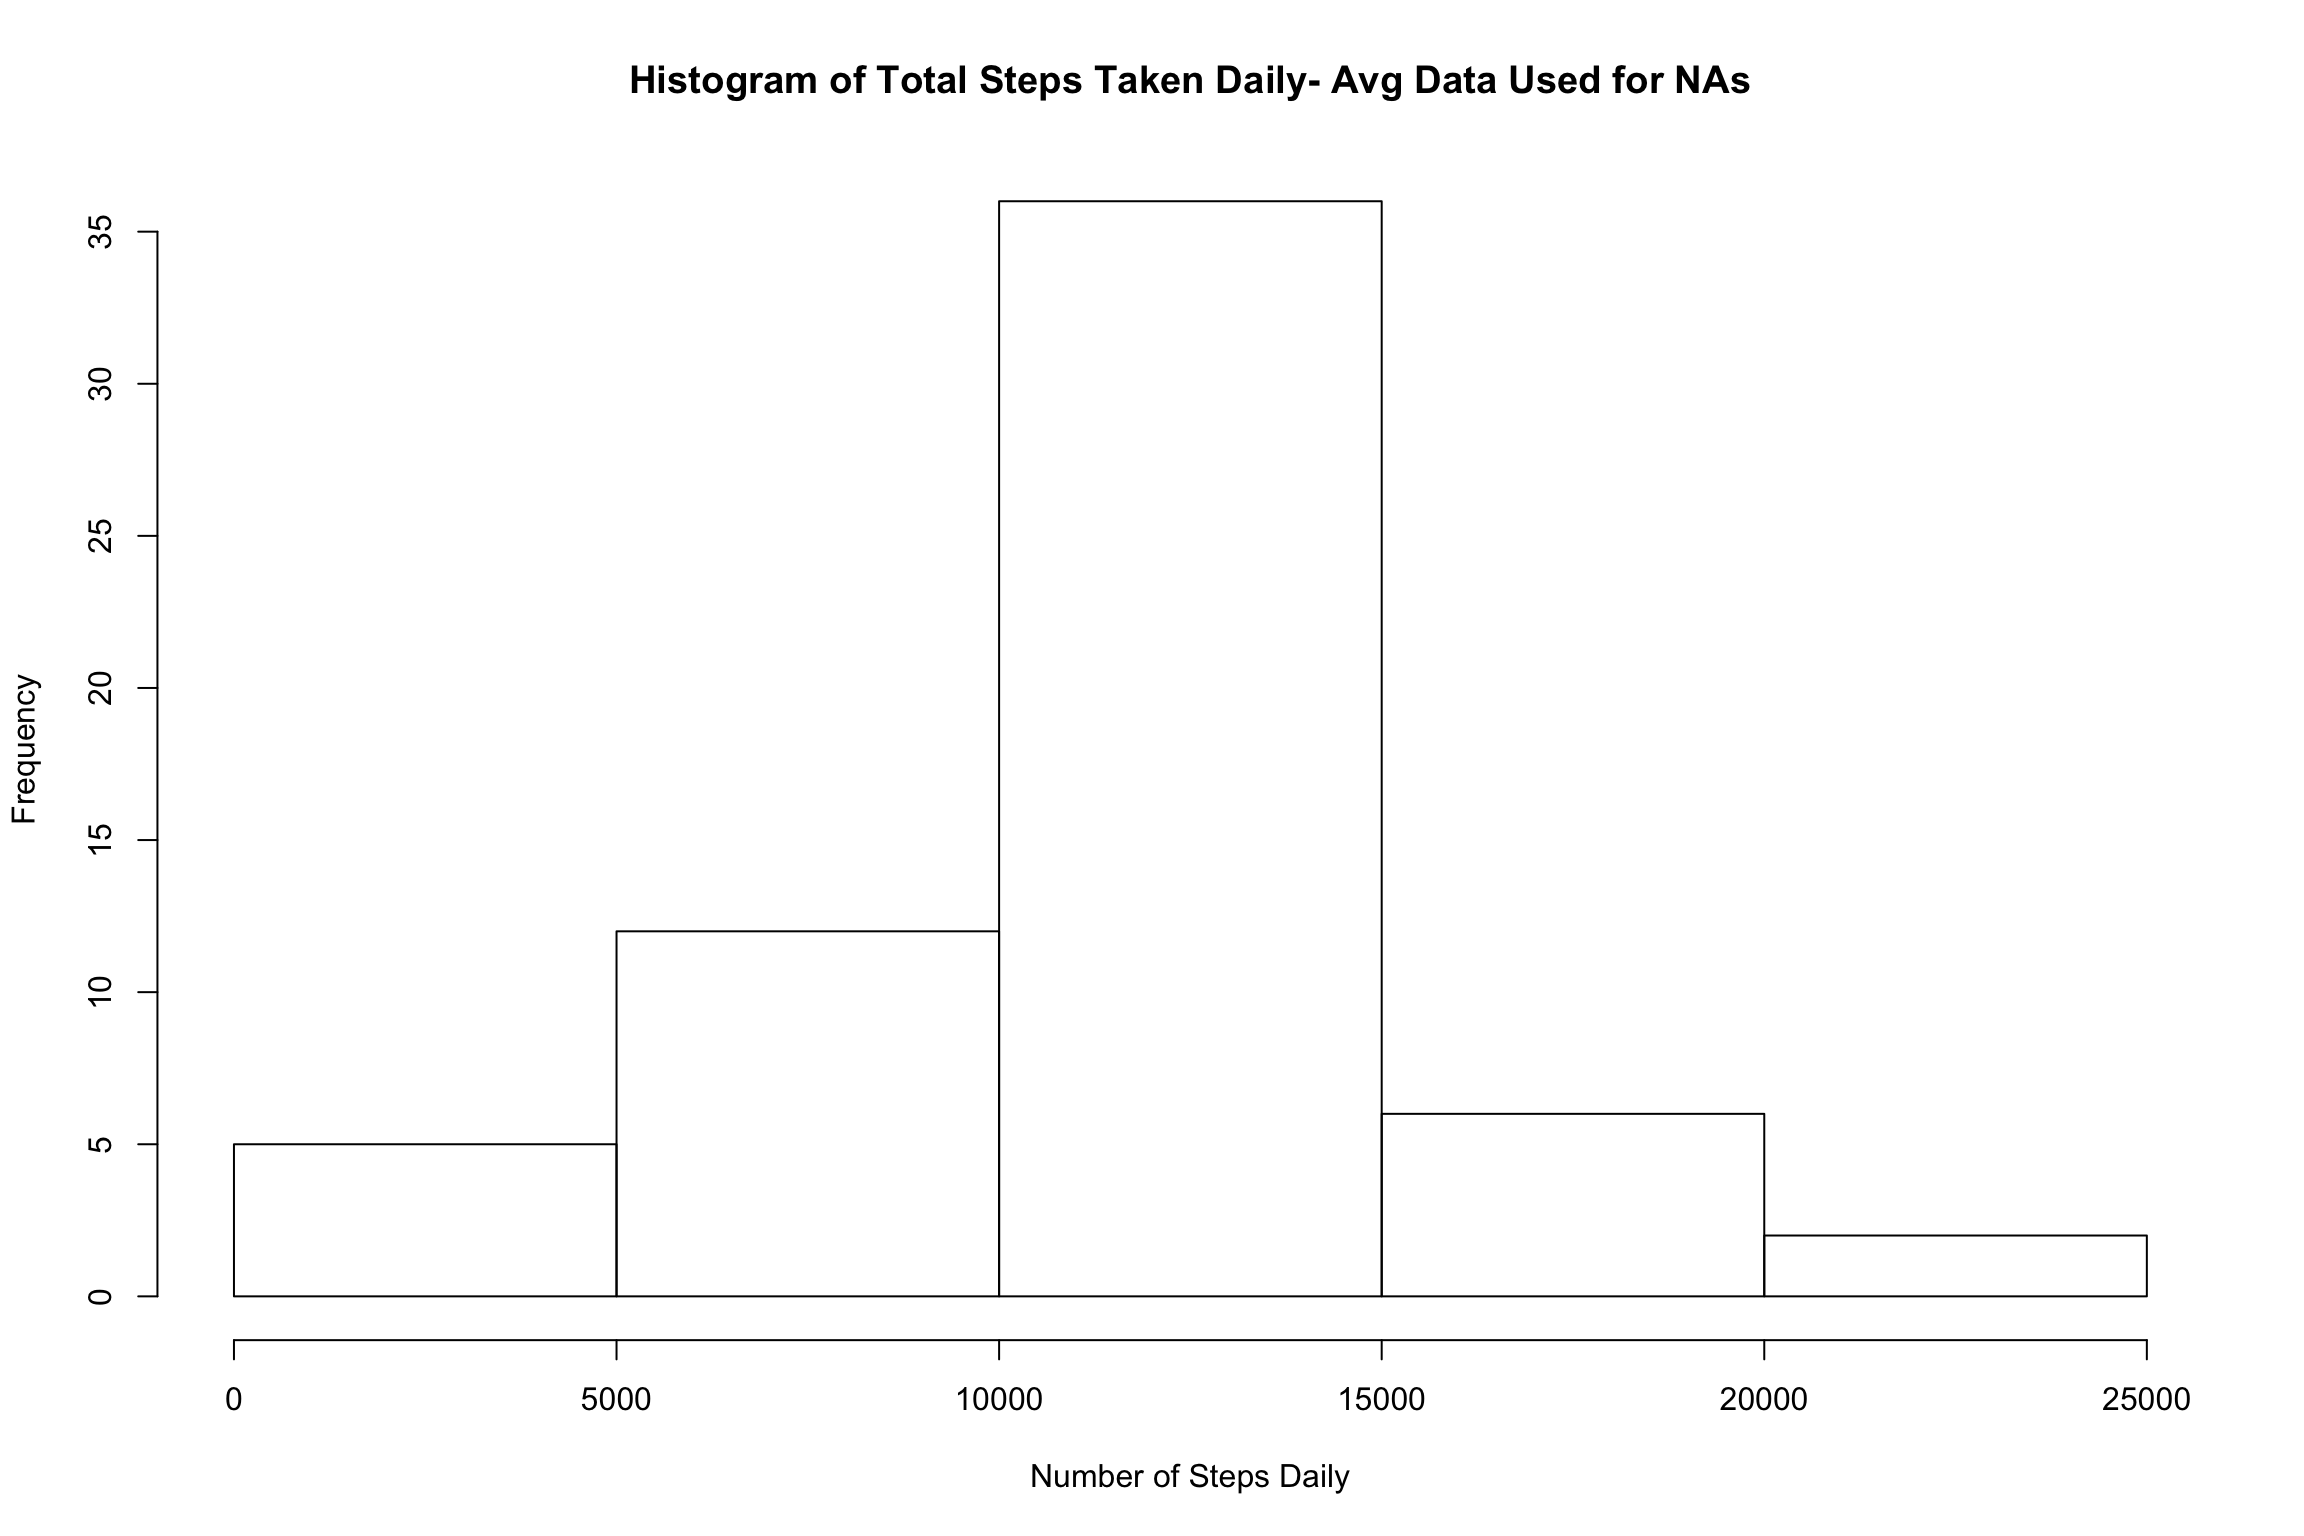 Histogram of Total Steps Taken Daily- Avg Data Used for NAs
35
30
25
20
15
10
5
0
Frequency
0 5000 10000 15000 20000 25000
Number of Steps Daily